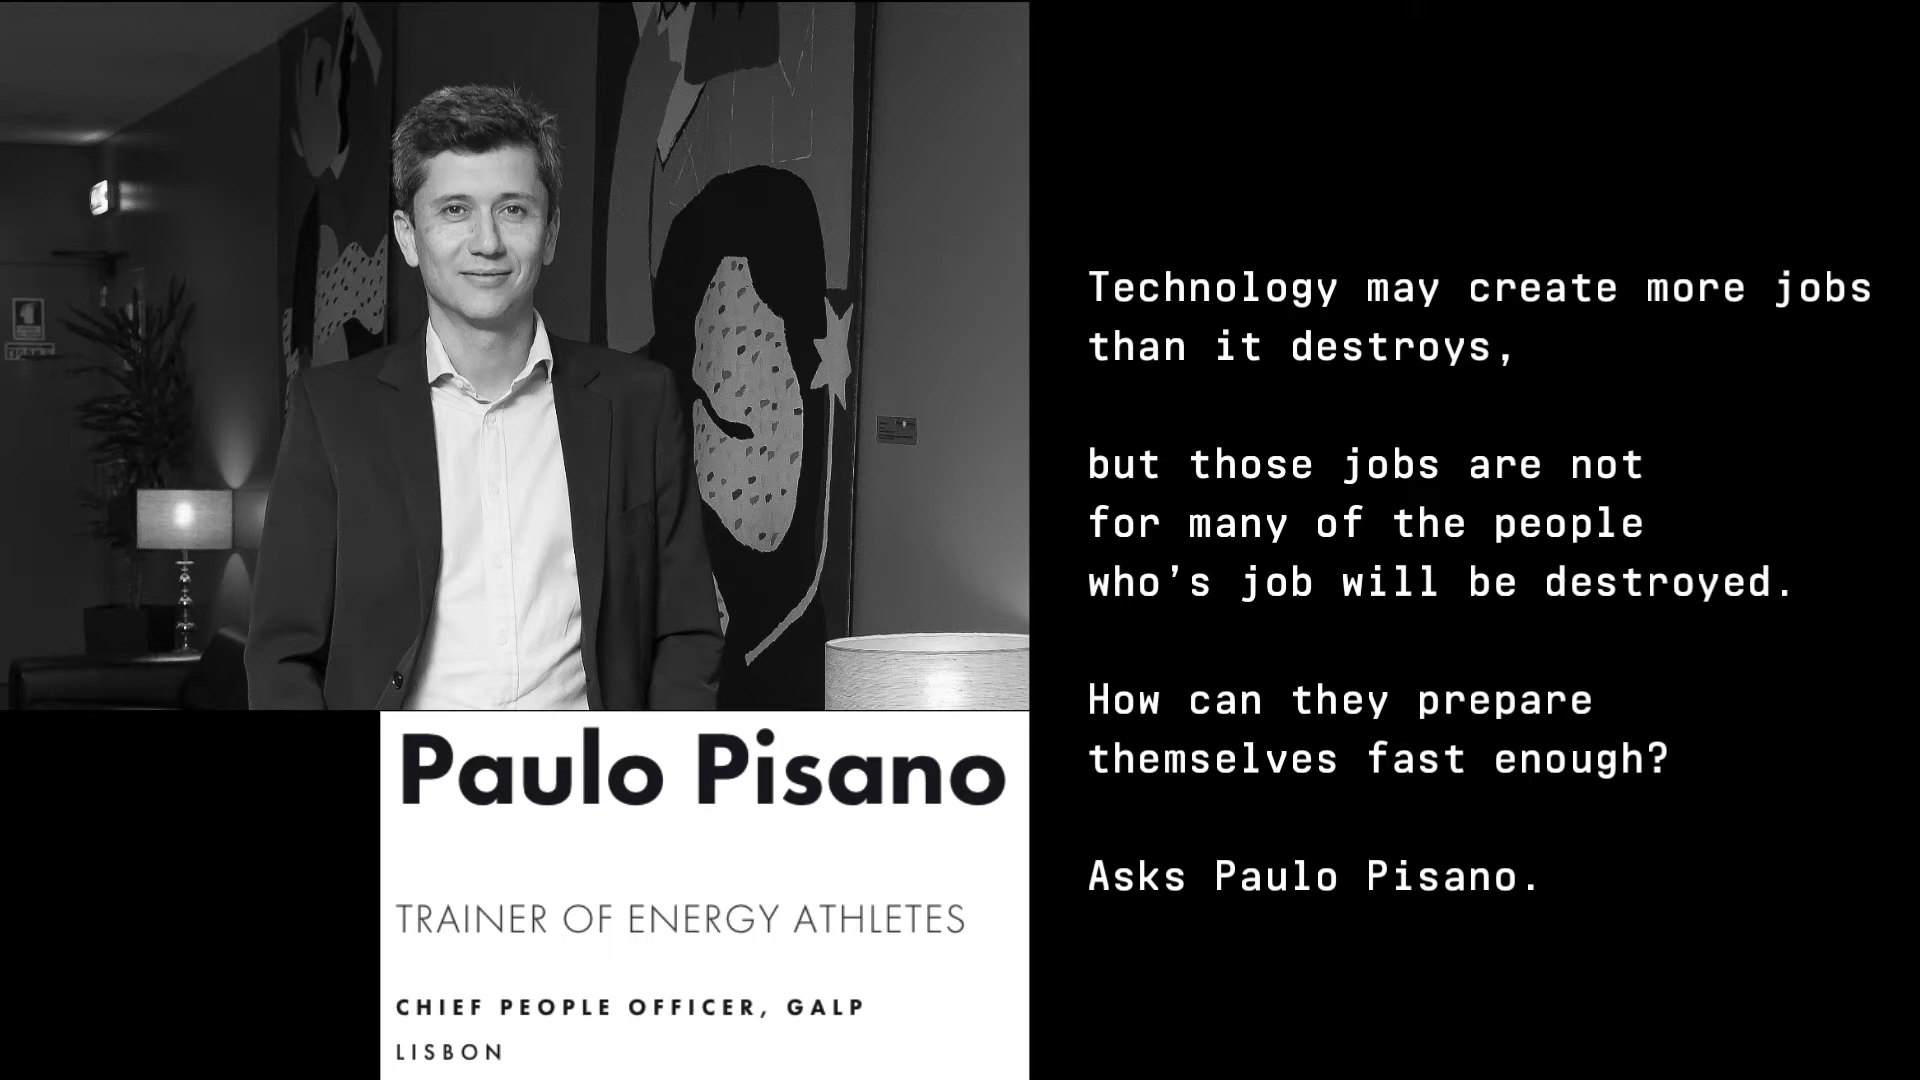 Paulo Pisano
TRAINER OF ENERGY ATHLETES
CHIEF PEOPLE OFFICER, GALP
LISBON
Technology may create more jobs
than it destroys,
but those jobs are not
for many of the people
who’s job will be destroyed.
How can they prepare
themselves fast enough?
Asks Paulo Pisano.